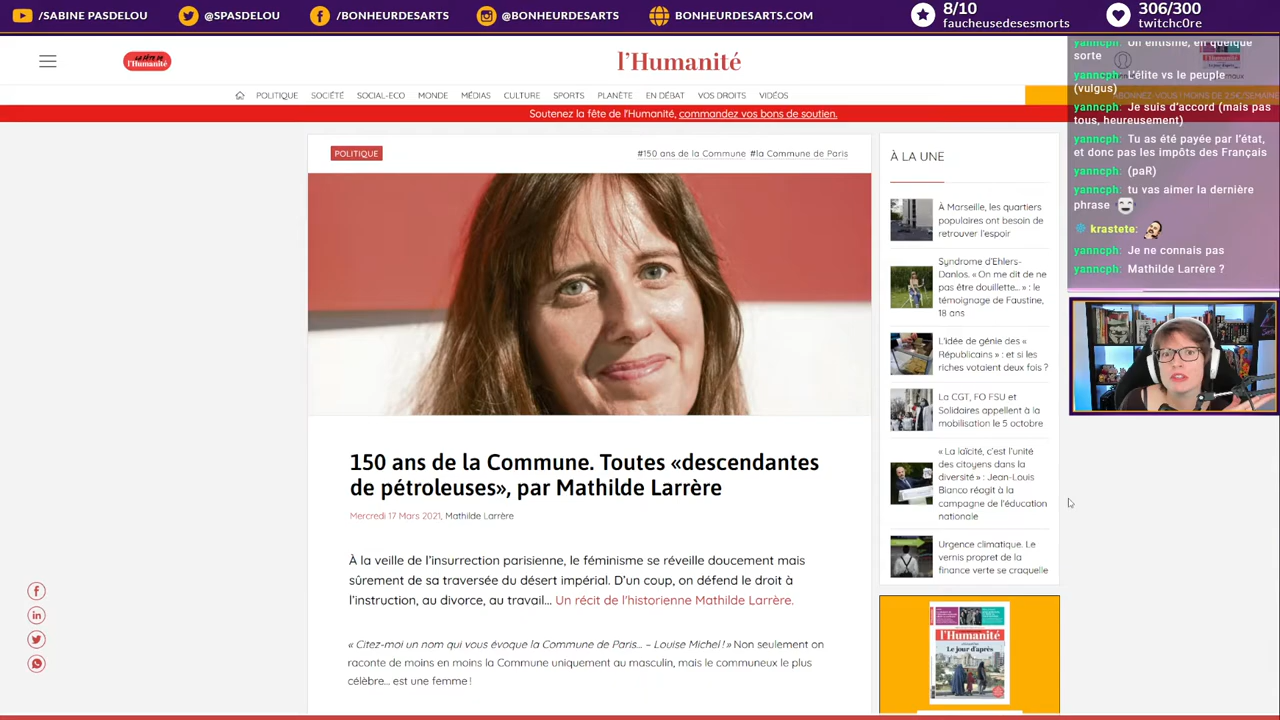 /SABINE PASDELOU
@SPASDELOU
/BONHEURDESARTS
@BONHEURDESARTS
BONHEURDESARTS.COM
8/10
faucheusedesesmorts
306/300
twitchc0re
l'Humanité
l'Humanité
POLITIQUE
SOCIÉTÉ
SOCIAL-ECO
MONDE
MÉDIAS
CULTURE
SPORTS
PLANÈTE
EN DÉBAT
VOS DROITS
VIDÉOS
Soutenez la fête de l'Humanité, commandez vos bons de soutien.
POLITIQUE
#150 ans de la Commune #la Commune de Paris
150 ans de la Commune. Toutes «descendantes
de pétroleuses», par Mathilde Larrère
Mercredi 17 Mars 2021, Mathilde Larrère
À la veille de l'insurrection parisienne, le féminisme se réveille doucement mais
sûrement de sa traversée du désert impérial. D'un coup, on défend le droit à
l'instruction, au divorce, au travail... Un récit de l'historienne Mathilde Larrère.
« Citez-moi un nom qui vous évoque la Commune de Paris... – Louise Michel ! » Non seulement on
raconte de moins en moins la Commune uniquement au masculin, mais le communeux le plus
célèbre... est une femme !
À LA UNE
À Marseille, les quartiers
populaires ont besoin de
retrouver l'espoir
Syndrome d'Ehlers-
Danlos. « On me dit de ne
pas être douillette... » : le
témoignage de Faustine,
18 ans
L'idée de génie des «
Républicains » : et si les
riches votaient deux fois ?
La CGT, FO FSU et
Solidaires appellent à la
mobilisation le 5 octobre
« La laïcité, c'est l'unité
des citoyens dans la
diversité » : Jean-Louis
Bianco réagit à la
campagne de l'éducation
nationale
Urgence climatique. Le
vernis propret de la
finance verte se craquelle
l'Humanité
Le jour d'après
yanncph: Un entisme, en quelque
sorte
yanncph: L'élite vs le peuple
(vulgus)
yanncph: Je suis d'accord (mais pas
tous, heureusement)
yanncph: Tu as été payée par l'état,
et donc pas les impôts des Français
yanncph: (paR)
yanncph: tu vas aimer la dernière
phrase
krastete:
yanncph: Je ne connais pas
yanncph: Mathilde Larrère ?